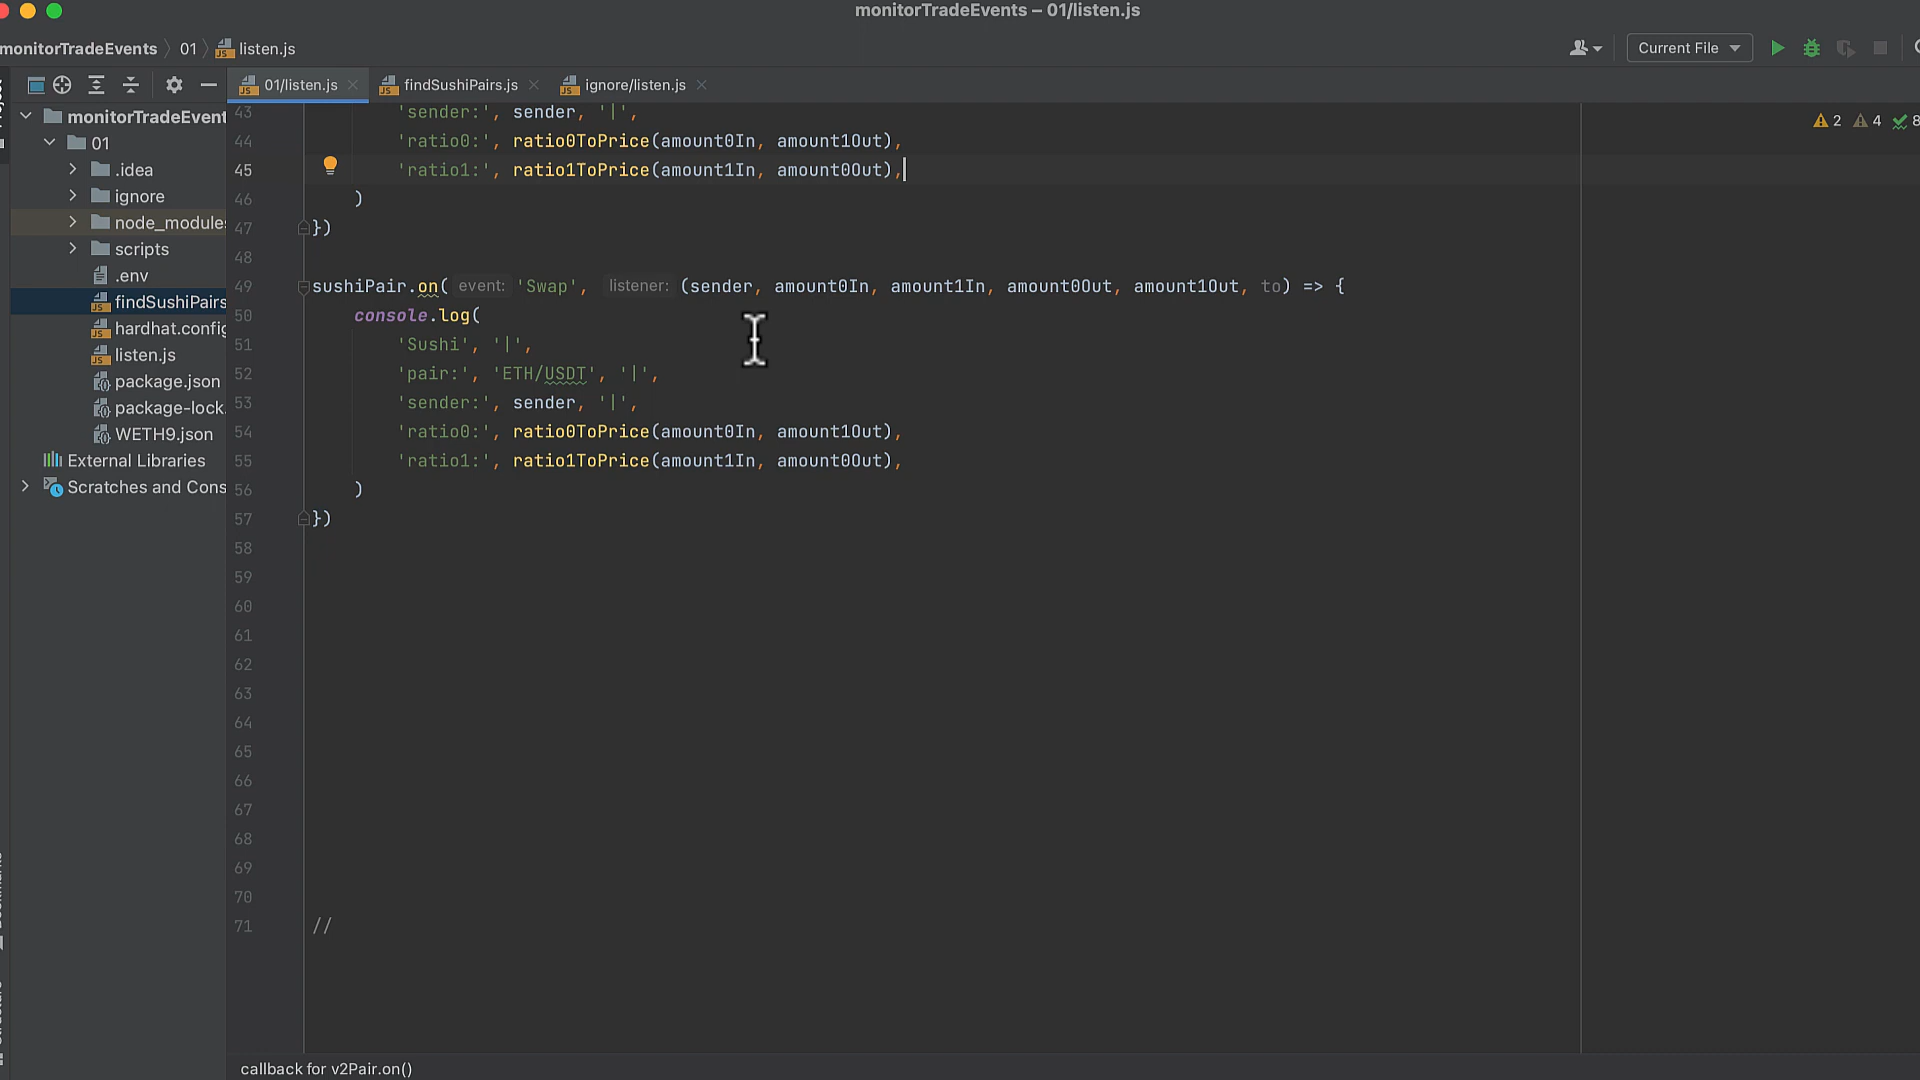 monitorTradeEvents – 01/listen.js
monitorTradeEvents 01 listen.js
Current File
01/listen.js findSushiPairs.js ignore/listen.js
monitorTradeEvent
01
.idea
ignore
node_module
scripts
.env
findSushiPairs
hardhat.config
listen.js
package.json
package-lock.
WETH9.json
External Libraries
Scratches and Cons
2 4 8
43 'sender:', sender, '|',
44 'ratio0:', ratio0ToPrice(amount0In, amount1Out),
45 'ratio1:', ratio1ToPrice(amount1In, amount0Out),
46 )
47 })
48
49 sushiPair.on( event: 'Swap', listener: (sender, amount0In, amount1In, amount0Out, amount1Out, to) => {
50 console.log(
51 'Sushi', '|',
52 'pair:', 'ETH/USDT', '|',
53 'sender:', sender, '|',
54 'ratio0:', ratio0ToPrice(amount0In, amount1Out),
55 'ratio1:', ratio1ToPrice(amount1In, amount0Out),
56 )
57 })
58
59
60
61
62
63
64
65
66
67
68
69
70
71 //
callback for v2Pair.on()